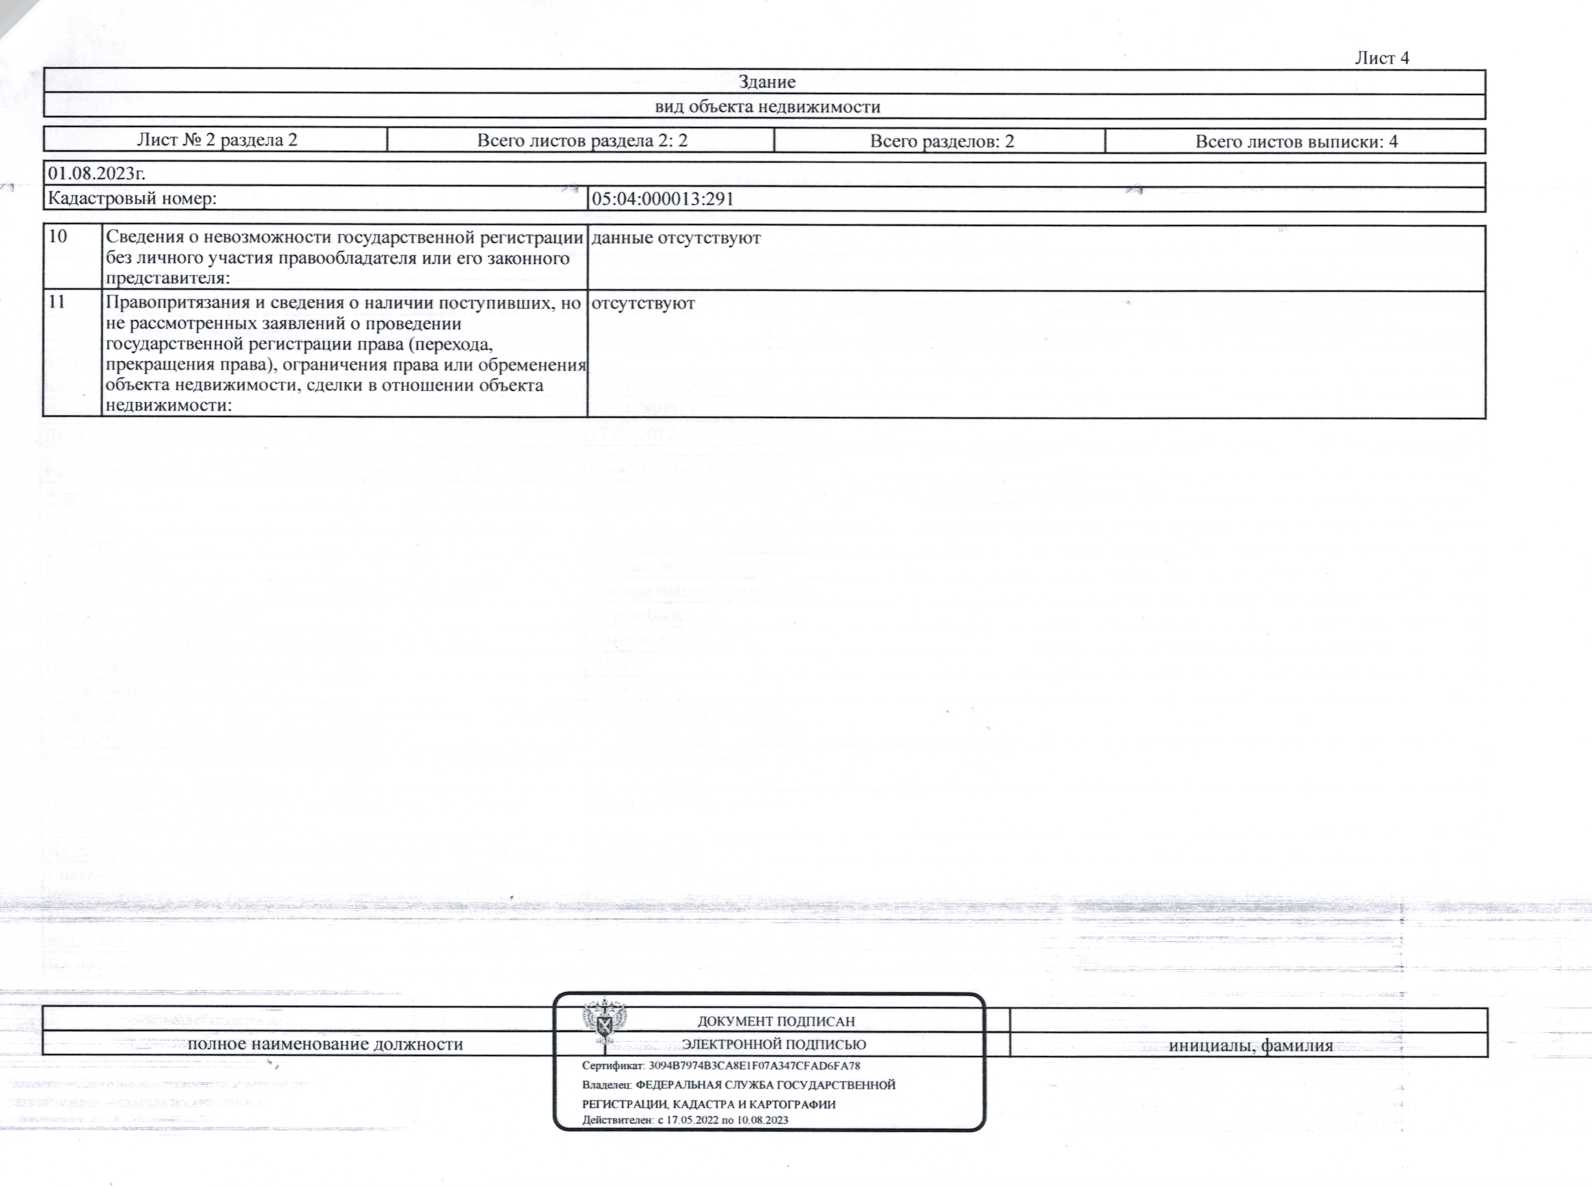 Лист 4
Здание
вид объекта недвижимости
Лист № 2 раздела 2 Всего листов раздела 2: 2 Всего разделов: 2 Всего листов выписки: 4
01.08.2023г.
Кадастровый номер: 05:04:000013:291
10 Сведения о невозможности государственной регистрации данные отсутствуют
без личного участия правообладателя или его законного
представителя:
11 Правопритязания и сведения о наличии поступивших, но отсутствуют
не рассмотренных заявлений о проведении
государственной регистрации права (перехода,
прекращения права), ограничения права или обременения
объекта недвижимости, сделки в отношении объекта
недвижимости:
ДОКУМЕНТ ПОДПИСАН
полное наименование должности ЭЛЕКТРОННОЙ ПОДПИСЬЮ инициалы, фамилия
Сертификат: 3094B7974B3CA8E1F07A347CFAD6FA78
Владелец: ФЕДЕРАЛЬНАЯ СЛУЖБА ГОСУДАРСТВЕННОЙ
РЕГИСТРАЦИИ, КАДАСТРА И КАРТОГРАФИИ
Действителен: с 17.05.2022 по 10.08.2023